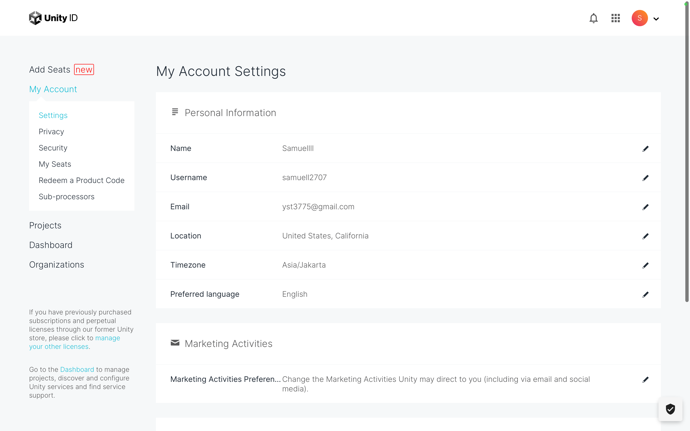 Unity ID
S
Add Seats new
My Account
Settings
Privacy
Security
My Seats
Redeem a Product Code
Sub-processors
Projects
Dashboard
Organizations
If you have previously purchased
subscriptions and perpetual
licenses through our former Unity
store, please click to manage
your other licenses.
Go to the Dashboard to manage
projects, discover and configure
Unity services and find service
support.
My Account Settings
Personal Information
Name SamuelIII
Username samuell2707
Email yst3775@gmail.com
Location United States, California
Timezone Asia/Jakarta
Preferred language English
Marketing Activities
Marketing Activities Preferen... Change the Marketing Activities Unity may direct to you (including via email and social
media).